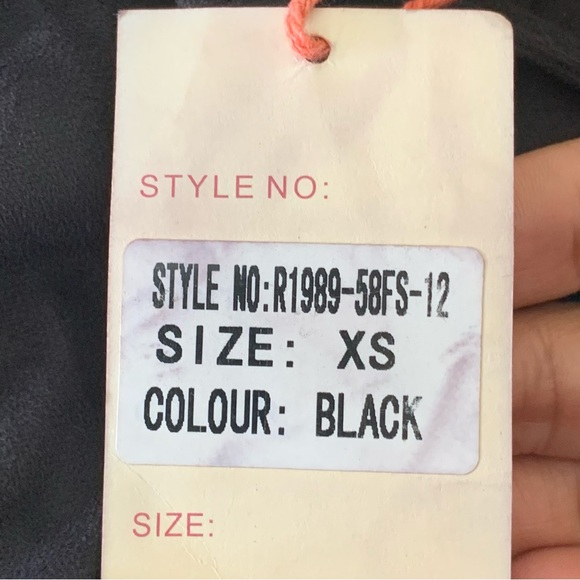 STYLE NO:
STYLE NO:R1989-58FS-12
SIZE: XS
COLOUR: BLACK
SIZE: